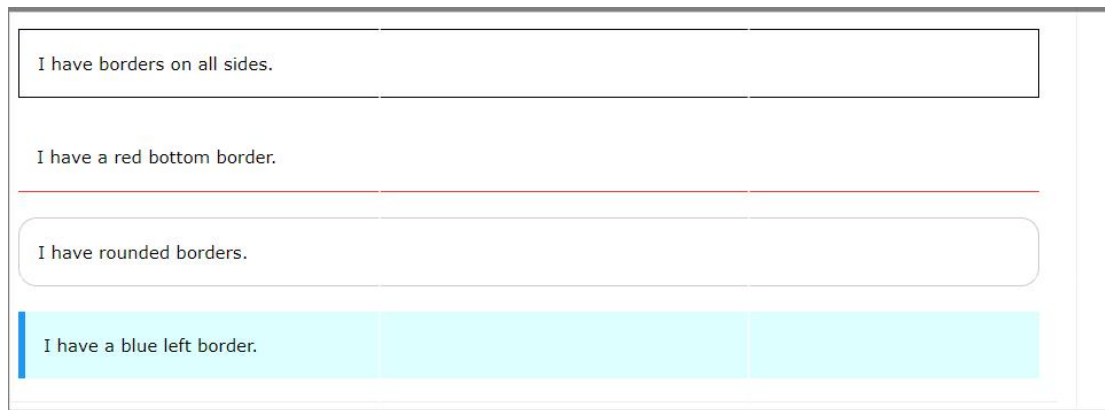 I have borders on all sides.
I have a red bottom border.
I have rounded borders.
I have a blue left border.